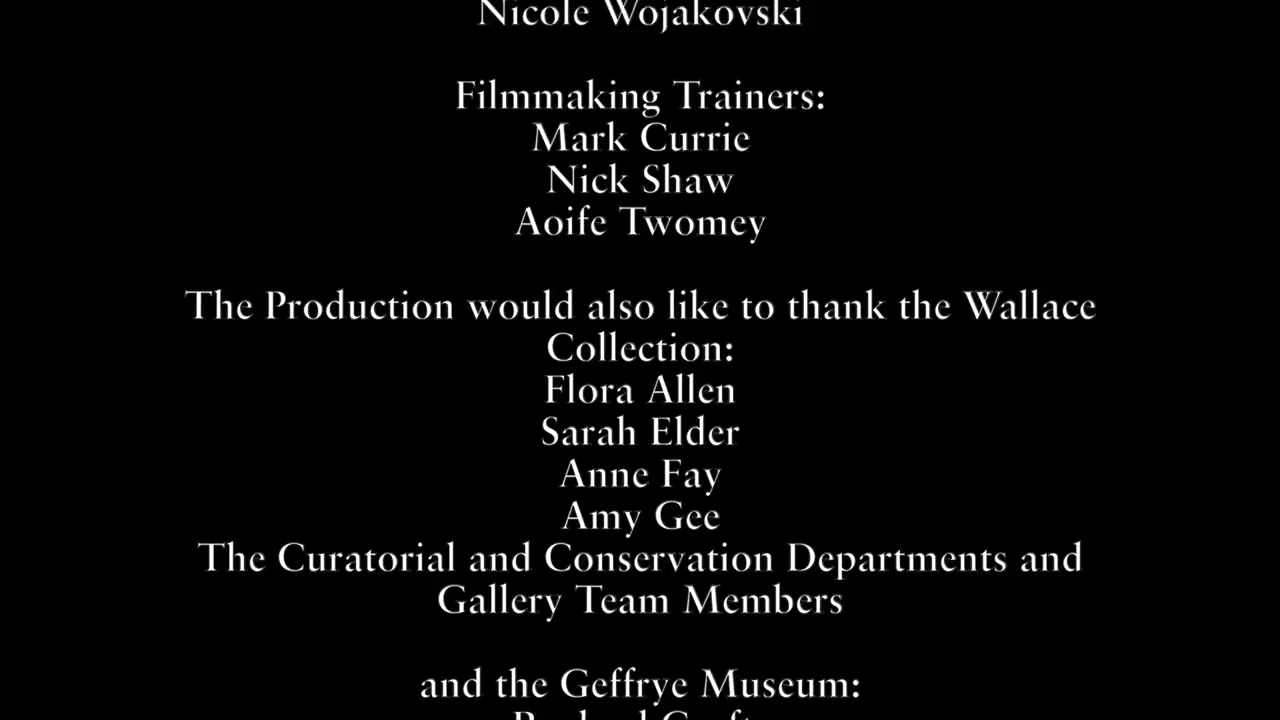 Nicole Wojakovski
Filmmaking Trainers:
Mark Currie
Nick Shaw
Aoife Twomey
The Production would also like to thank the Wallace
Collection:
Flora Allen
Sarah Elder
Anne Fay
Amy Gee
The Curatorial and Conservation Departments and
Gallery Team Members
and the Geffrye Museum: